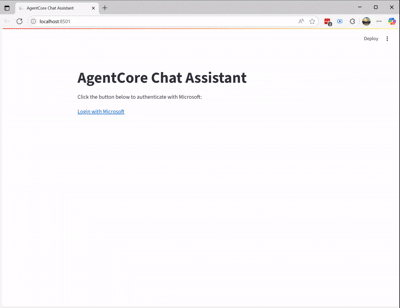 AgentCore Chat Assistant
localhost:8501
Deploy
AgentCore Chat Assistant
Click the button below to authenticate with Microsoft:
Login with Microsoft